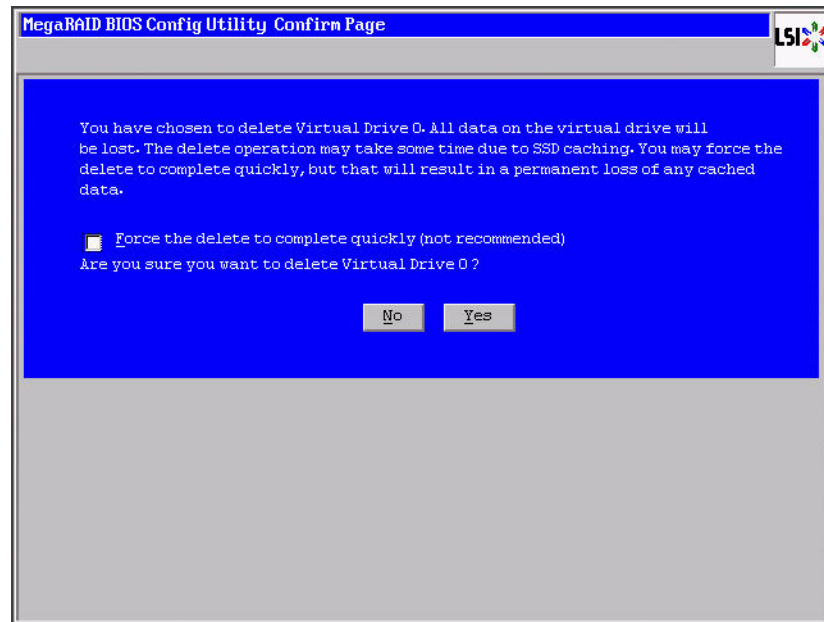 MegaRAID BIOS Config Utility Confirm Page
LSI
You have chosen to delete Virtual Drive 0. All data on the virtual drive will
be lost. The delete operation may take some time due to SSD caching. You may force the
delete to complete quickly, but that will result in a permanent loss of any cached
data.
Force the delete to complete quickly (not recommended)
Are you sure you want to delete Virtual Drive 0 ?
No Yes